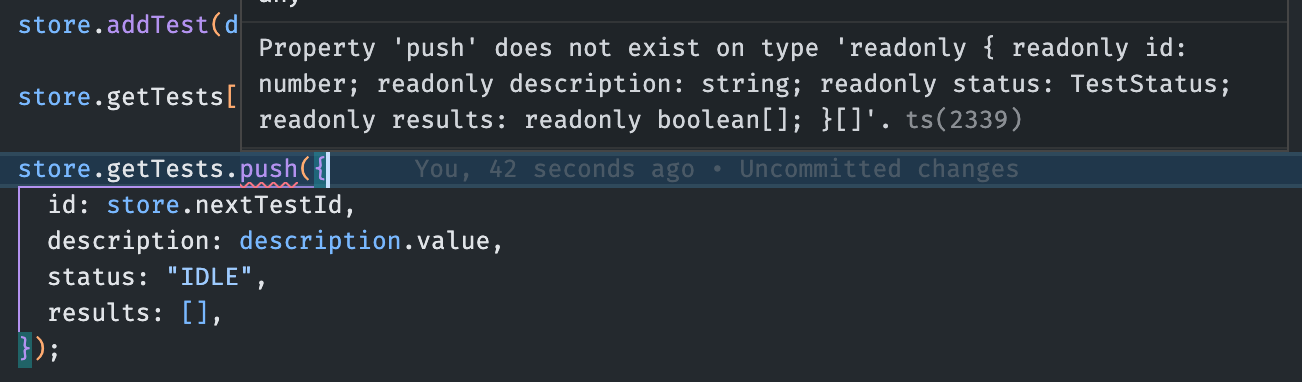 any
store.addTest(d
Property 'push' does not exist on type 'readonly { readonly id:
number; readonly description: string; readonly status: TestStatus;
readonly results: readonly boolean[]; }[]'. ts(2339)
store.getTests[
store.getTests.push({ You, 42 seconds ago • Uncommitted changes
id: store.nextTestId,
description: description.value,
status: "IDLE",
results: [],
});